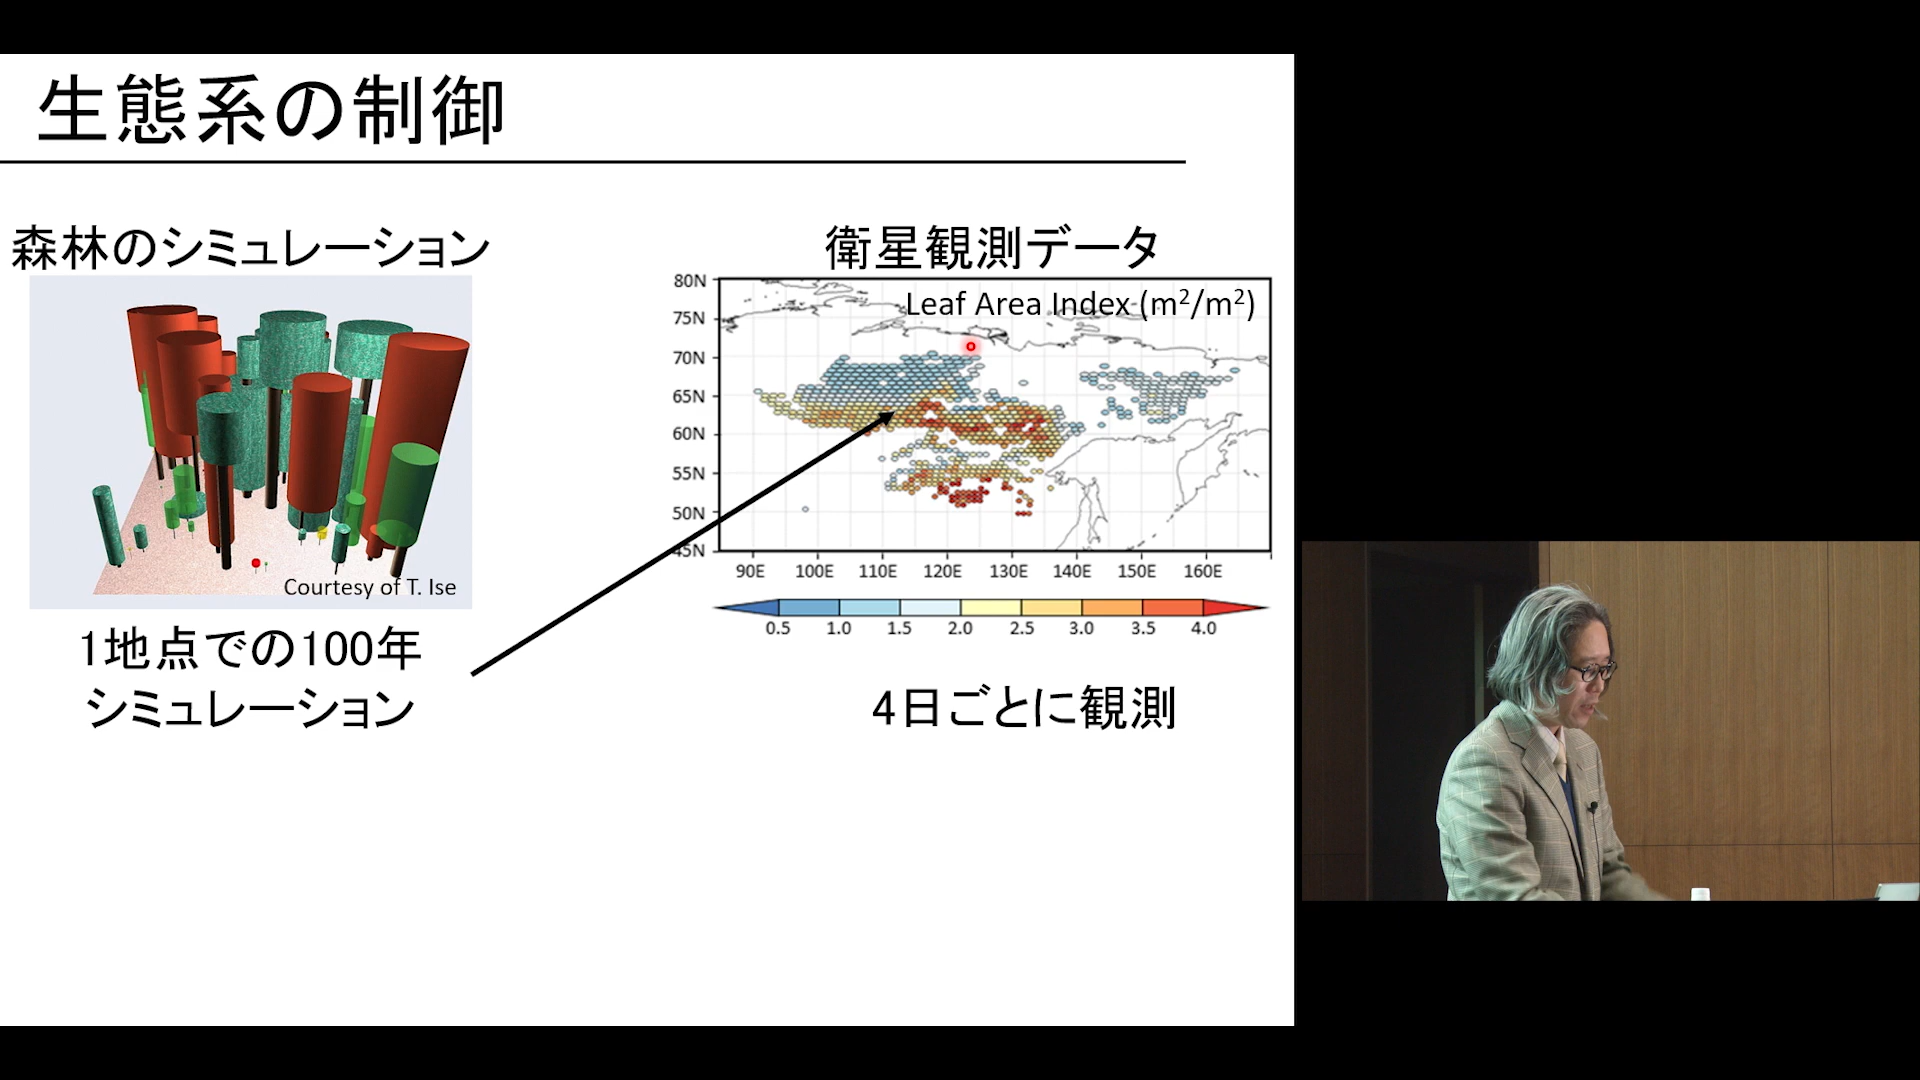 生態系の制御
森林のシミュレーション
Courtesy of T. Ise
1地点での100年
シミュレーション
衛星観測データ
Leaf Area Index (m²/m²)
80N
75N
70N
65N
60N
55N
50N
45N
90E 100E 110E 120E 130E 140E 150E 160E
0.5 1.0 1.5 2.0 2.5 3.0 3.5 4.0
4日ごとに観測